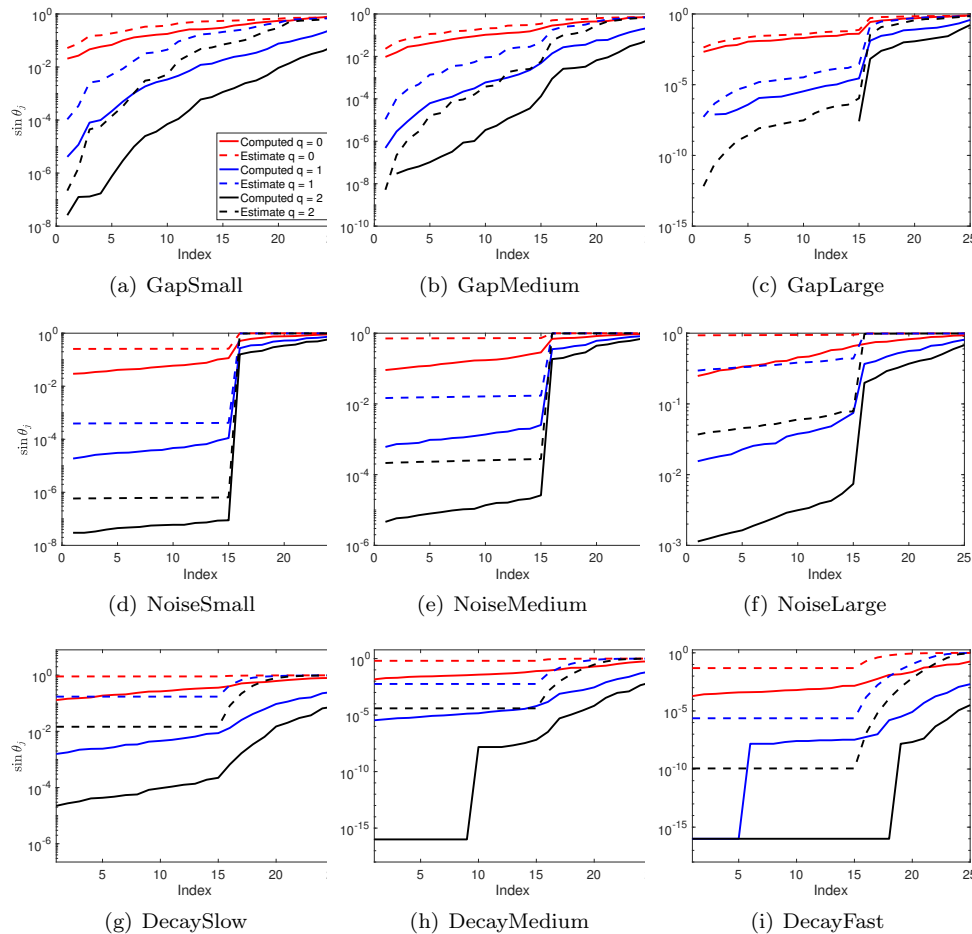 10^0
10^-2
10^-4
10^-6
10^-8
sin θ_j
0 5 10 15 20
Index
Computed q = 0
Estimate q = 0
Computed q = 1
Estimate q = 1
Computed q = 2
Estimate q = 2
(a) GapSmall
10^0
10^-2
10^-4
10^-6
10^-8
10^-10
0 5 10 15 20
Index
(b) GapMedium
10^0
10^-5
10^-10
10^-15
0 5 10 15 20 25
Index
(c) GapLarge
10^0
10^-2
10^-4
10^-6
10^-8
sin θ_j
0 5 10 15 20
Index
(d) NoiseSmall
10^0
10^-2
10^-4
10^-6
0 5 10 15 20
Index
(e) NoiseMedium
10^0
10^-1
10^-2
10^-3
0 5 10 15 20 25
Index
(f) NoiseLarge
10^0
10^-2
10^-4
10^-6
sin θ_j
5 10 15 20
Index
(g) DecaySlow
10^0
10^-5
10^-10
10^-15
5 10 15 20
Index
(h) DecayMedium
10^0
10^-5
10^-10
10^-15
5 10 15 20 25
Index
(i) DecayFast